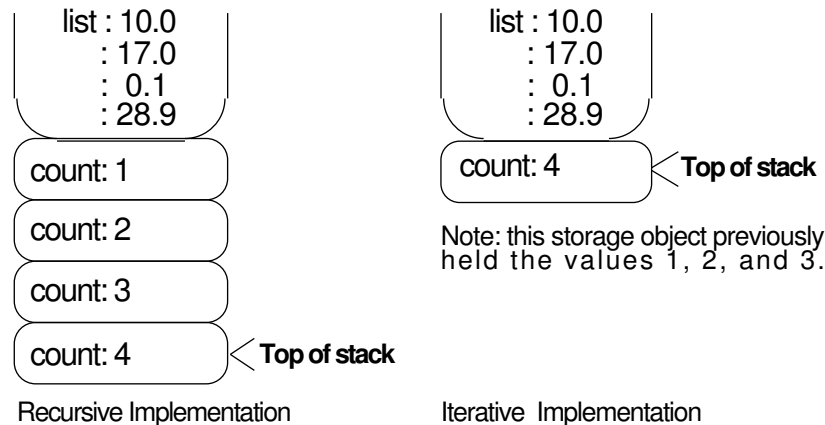 list : 10.0
: 17.0
: 0.1
: 28.9
count: 1
count: 2
count: 3
count: 4
Top of stack
Recursive Implementation
list : 10.0
: 17.0
: 0.1
: 28.9
count: 4
Top of stack
Note: this storage object previously
held the values 1, 2, and 3.
Iterative Implementation